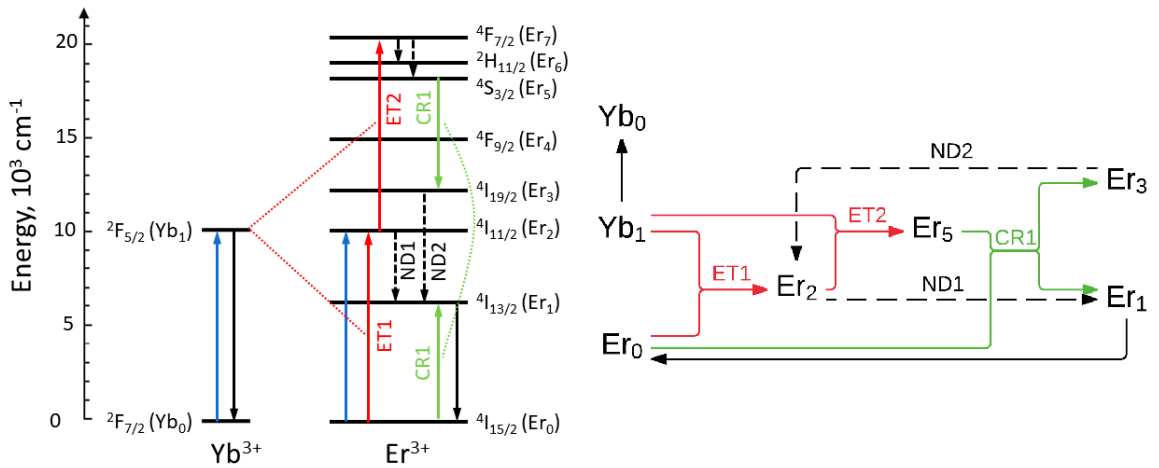 Energy, 10³ cm⁻¹
20
15
10
5
0
²F₅/₂ (Yb₁)
²F₇/₂ (Yb₀)
Yb³⁺
⁴F₇/₂ (Er₇)
²H₁₁/₂ (Er₆)
⁴S₃/₂ (Er₅)
⁴F₉/₂ (Er₄)
⁴I₁₉/₂ (Er₃)
⁴I₁₁/₂ (Er₂)
⁴I₁₃/₂ (Er₁)
⁴I₁₅/₂ (Er₀)
Er³⁺
ET2
CR1
ND1
ND2
ET1
CR1
Yb₀
ND2
Er₃
Yb₁
ET2
Er₅
CR1
ET1
Er₂
ND1
Er₁
Er₀